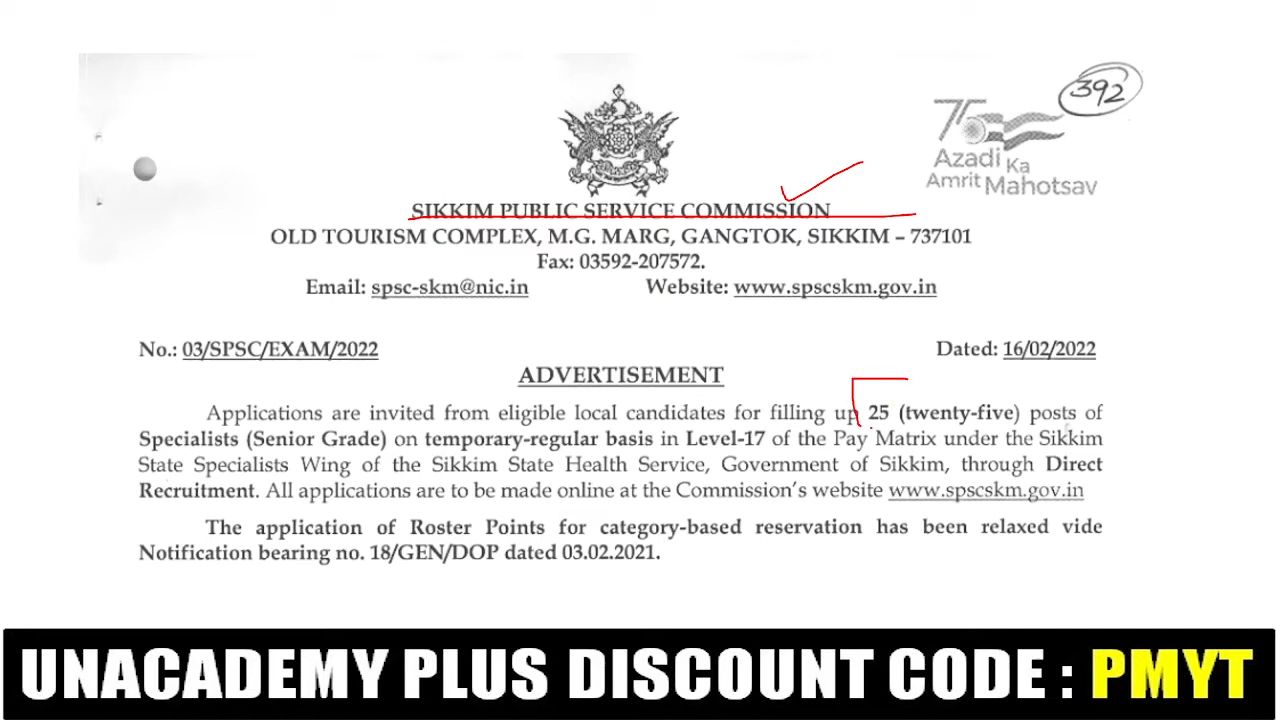 392
75
Azadi Ka
Amrit Mahotsav
SIKKIM PUBLIC SERVICE COMMISSION
OLD TOURISM COMPLEX, M.G. MARG, GANGTOK, SIKKIM – 737101
Fax: 03592-207572.
Email: spsc-skm@nic.in Website: www.spscskm.gov.in
No.: 03/SPSC/EXAM/2022 Dated: 16/02/2022
ADVERTISEMENT
Applications are invited from eligible local candidates for filling up 25 (twenty-five) posts of
Specialists (Senior Grade) on temporary-regular basis in Level-17 of the Pay Matrix under the Sikkim
State Specialists Wing of the Sikkim State Health Service, Government of Sikkim, through Direct
Recruitment. All applications are to be made online at the Commission's website www.spscskm.gov.in
The application of Roster Points for category-based reservation has been relaxed vide
Notification bearing no. 18/GEN/DOP dated 03.02.2021.
UNACADEMY PLUS DISCOUNT CODE : PMYT